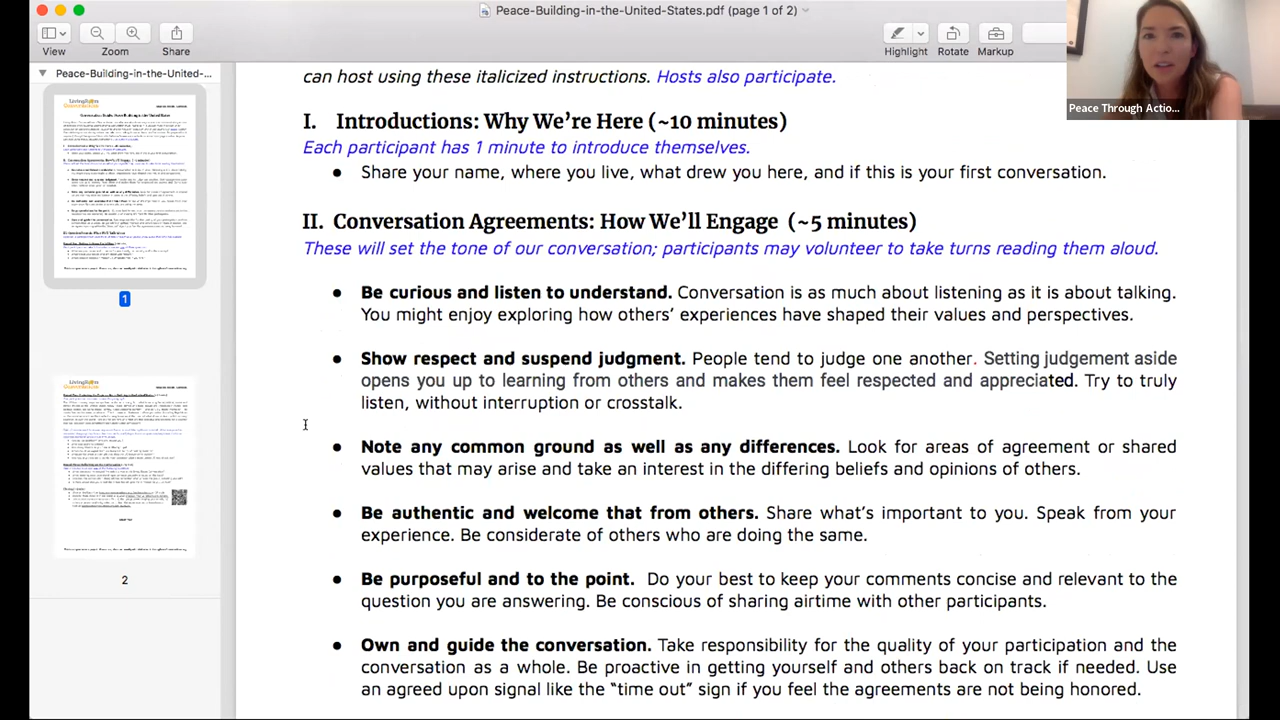 Peace-Building-in-the-United-States.pdf (page 1 of 2)
View
Zoom
Share
Highlight
Rotate
Markup
Peace Through Actio...
Peace-Building-in-the-United-...
1
2
can host using these italicized instructions. Hosts also participate.
I. Introductions: Why We're Here (~10 minute
Each participant has 1 minute to introduce themselves.
• Share your name, where you live, what drew you here, and if this is your first conversation.
II. Conversation Agreements: How We'll Engage (~5 minutes)
These will set the tone of our conversation; participants may volunteer to take turns reading them aloud.
• Be curious and listen to understand. Conversation is as much about listening as it is about talking.
You might enjoy exploring how others' experiences have shaped their values and perspectives.
• Show respect and suspend judgment. People tend to judge one another. Setting judgement aside
opens you up to learning from others and makes them feel respected and appreciated. Try to truly
listen, without interruption or crosstalk.
• Note any common ground as well as any differences. Look for areas of agreement or shared
values that may arise and take an interest in the differing beliefs and opinions of others.
• Be authentic and welcome that from others. Share what's important to you. Speak from your
experience. Be considerate of others who are doing the same.
• Be purposeful and to the point. Do your best to keep your comments concise and relevant to the
question you are answering. Be conscious of sharing airtime with other participants.
• Own and guide the conversation. Take responsibility for the quality of your participation and the
conversation as a whole. Be proactive in getting yourself and others back on track if needed. Use
an agreed upon signal like the "time out" sign if you feel the agreements are not being honored.